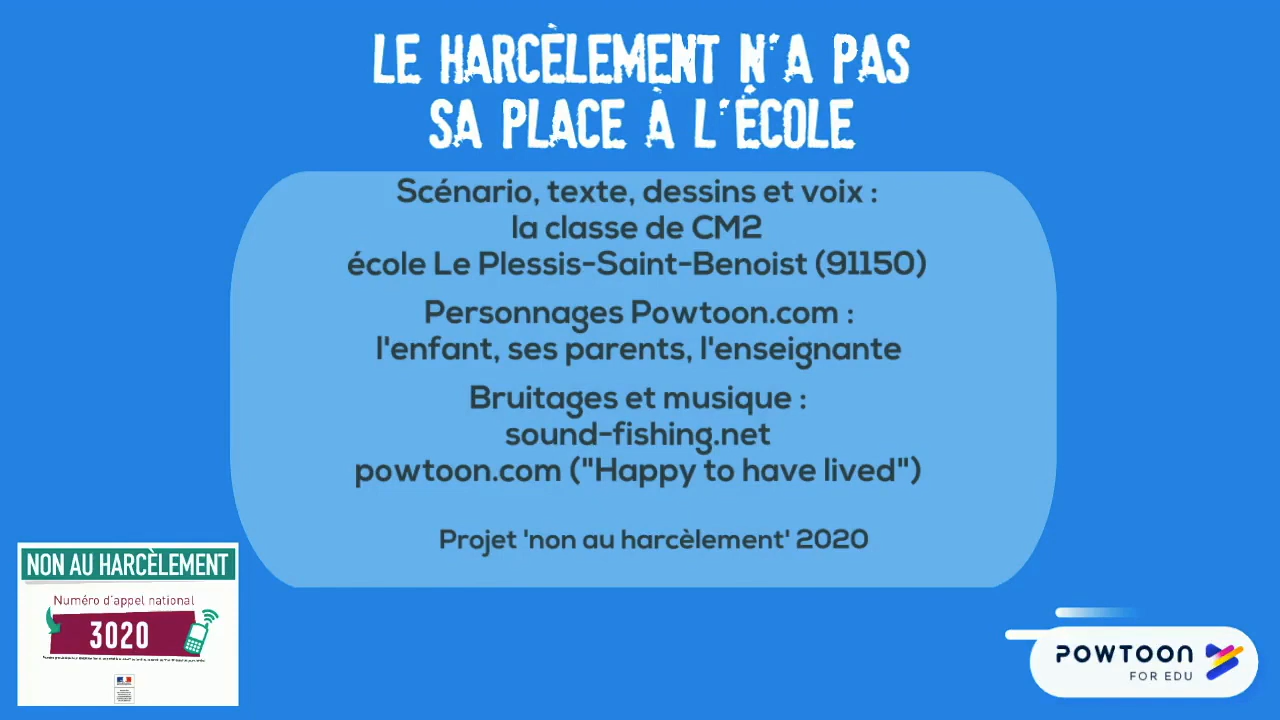 LE HARCÈLEMENT N'A PAS
SA PLACE À L'ÉCOLE
Scénario, texte, dessins et voix :
la classe de CM2
école Le Plessis-Saint-Benoist (91150)
Personnages Powtoon.com :
l'enfant, ses parents, l'enseignante
Bruitages et musique :
sound-fishing.net
powtoon.com ("Happy to have lived")
Projet 'non au harcèlement' 2020
NON AU HARCÈLEMENT
Numéro d'appel national
3020
POWTOON
FOR EDU